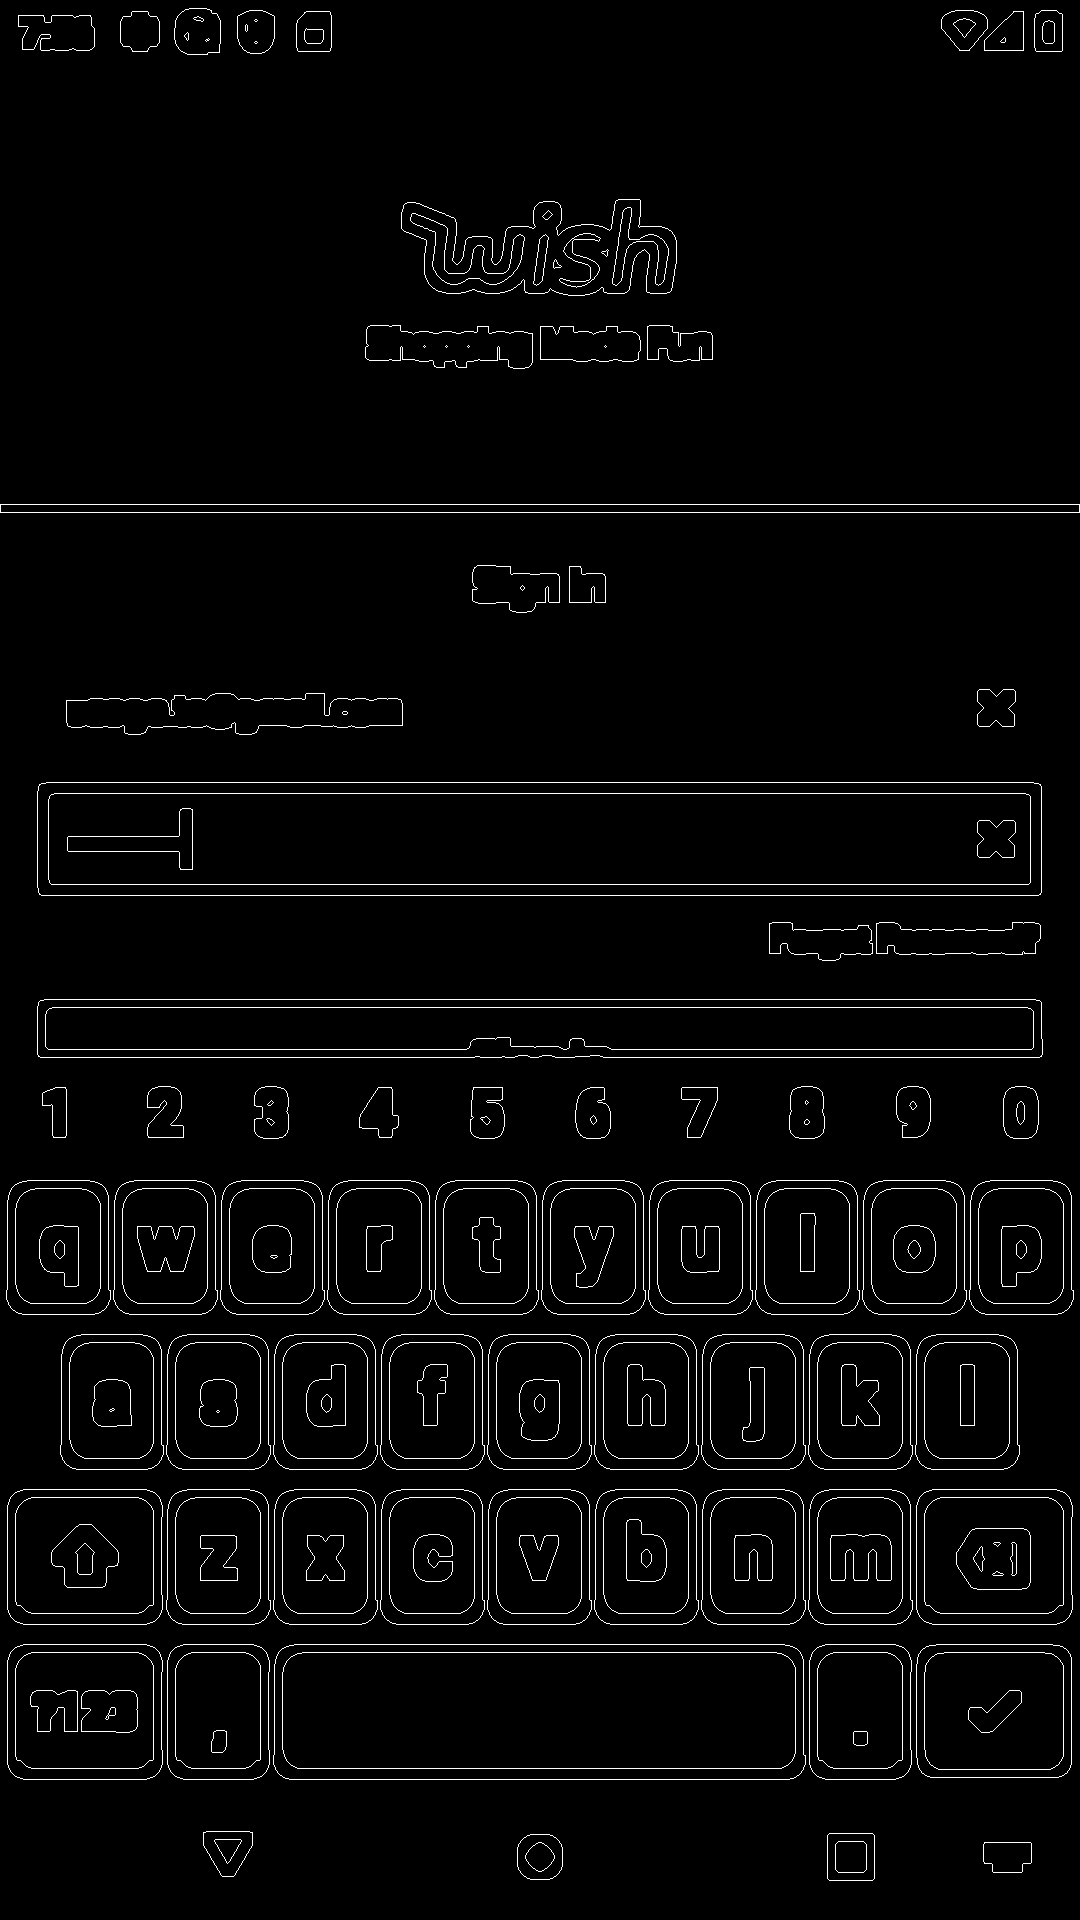 wish
Shopping Made Fun
Sign In
Forgot Password?
1 2 3 4 5 6 7 8 9 0
q w e r t y u i o p
a s d f g h j k l
z x c v b n m
?123 , .